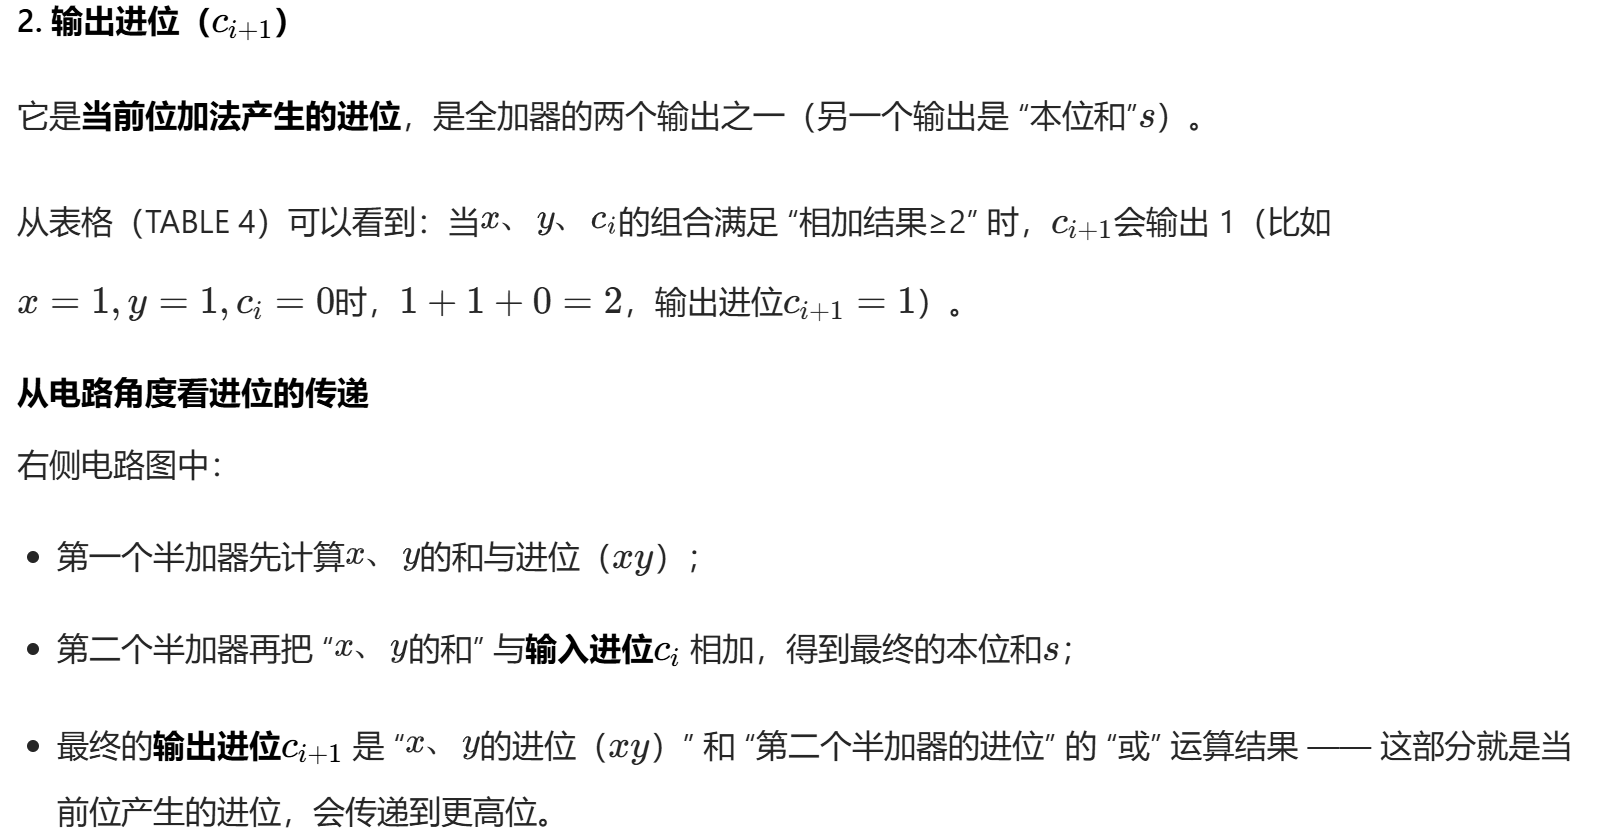 2. 输出进位（c_{i+1}）
它是当前位加法产生的进位，是全加器的两个输出之一（另一个输出是 “本位和”s）。
从表格（TABLE 4）可以看到：当x、 y、 c_i的组合满足 “相加结果≥2” 时，c_{i+1}会输出 1（比如
x = 1, y = 1, c_i = 0时，1 + 1 + 0 = 2，输出进位c_{i+1} = 1）。
从电路角度看进位的传递
右侧电路图中：
• 第一个半加器先计算x、 y的和与进位（xy）；
• 第二个半加器再把 “x、 y的和” 与输入进位c_i 相加，得到最终的本位和s；
• 最终的输出进位c_{i+1} 是 “x、 y的进位（xy）” 和 “第二个半加器的进位” 的 “或” 运算结果 —— 这部分就是当
前位产生的进位，会传递到更高位。